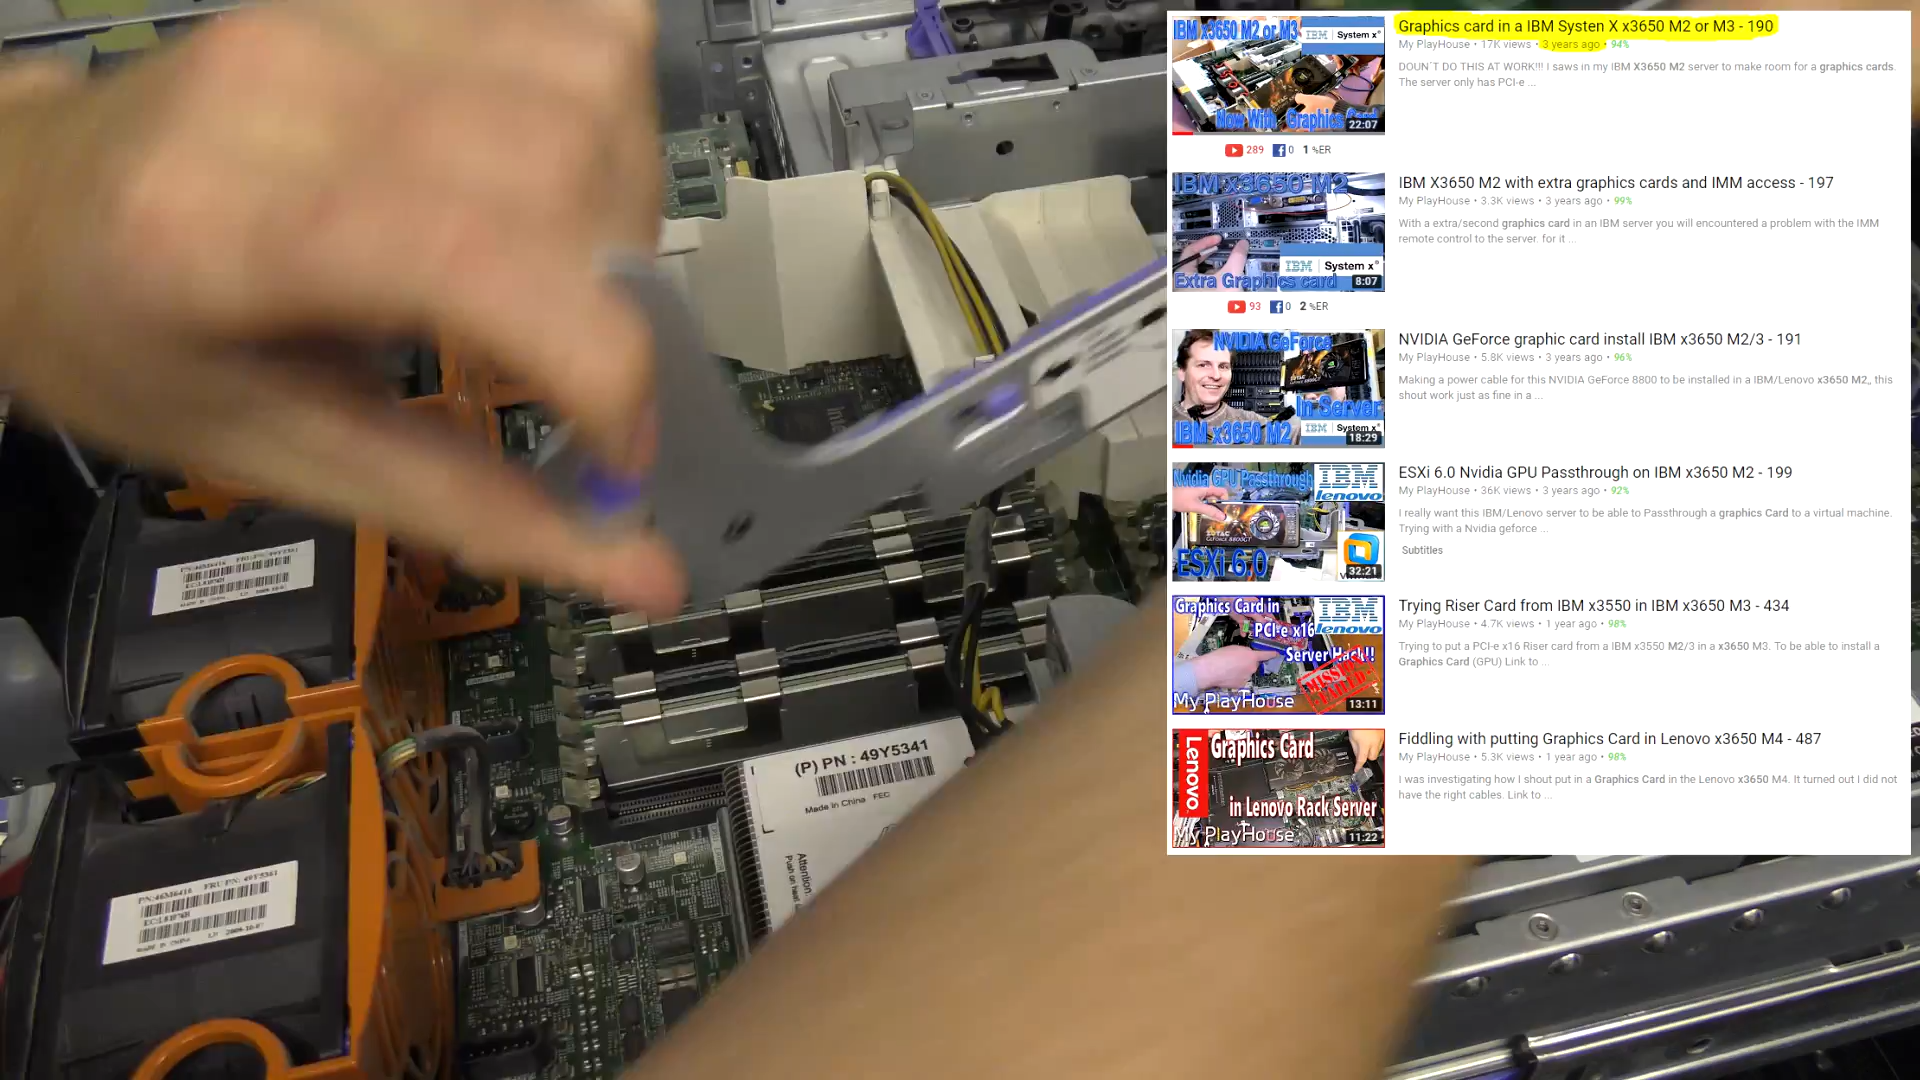 IBM x3650 M2 or M3
IBM System x®
Now With Graphics Card
22:07
Graphics card in a IBM Systen X x3650 M2 or M3 - 190
My PlayHouse • 17K views • 3 years ago • 94%
DOUN´T DO THIS AT WORK!!! I saws in my IBM X3650 M2 server to make room for a graphics cards.
The server only has PCI-e ...
289 0 1 %ER
IBM x3650 M2
IBM System x®
Extra Graphics card
8:07
IBM X3650 M2 with extra graphics cards and IMM access - 197
My PlayHouse • 3.3K views • 3 years ago • 99%
With a extra/second graphics card in an IBM server you will encountered a problem with the IMM
remote control to the server. for it ...
93 0 2 %ER
NVIDIA GeForce
In Server
IBM x3650 M2
IBM System x®
18:29
NVIDIA GeForce graphic card install IBM x3650 M2/3 - 191
My PlayHouse • 5.8K views • 3 years ago • 96%
Making a power cable for this NVIDIA GeForce 8800 to be installed in a IBM/Lenovo x3650 M2,, this
shout work just as fine in a ...
Nvidia GPU Passthrough
IBM
lenovo
ZOTAC
GEFORCE 8800GT
ESXi 6.0
32:21
ESXi 6.0 Nvidia GPU Passthrough on IBM x3650 M2 - 199
My PlayHouse • 36K views • 3 years ago • 92%
I really want this IBM/Lenovo server to be able to Passthrough a graphics Card to a virtual machine.
Trying with a Nvidia geforce ...
Subtitles
Graphics Card in
PCI-e x16
Server Hack!!
IBM
lenovo
My PlayHouse
13:11
Trying Riser Card from IBM x3550 in IBM x3650 M3 - 434
My PlayHouse • 4.7K views • 1 year ago • 98%
Trying to put a PCI-e x16 Riser card from a IBM x3550 M2/3 in a x3650 M3. To be able to install a
Graphics Card (GPU) Link to ...
Lenovo
Graphics Card
in Lenovo Rack Server
My PlayHouse
11:22
Fiddling with putting Graphics Card in Lenovo x3650 M4 - 487
My PlayHouse • 5.3K views • 1 year ago • 98%
I was investigating how I shout put in a Graphics Card in the Lenovo x3650 M4. It turned out I did not
have the right cables. Link to ...
(P) PN : 49Y5341
Made in China FEC
Attention:
FRU PN: 49Y5361